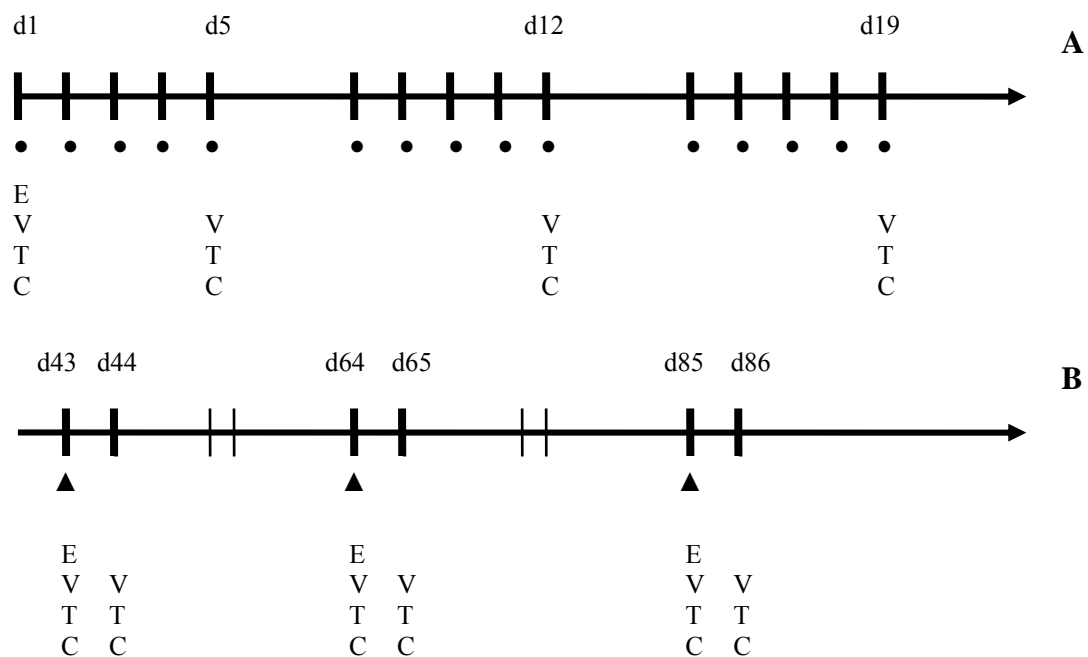 d1 d5 d12 d19
A
E
V V V V
T T T T
C C C C
d43 d44 d64 d65 d85 d86
B
E E E
V V V V V V
T T T T T T
C C C C C C